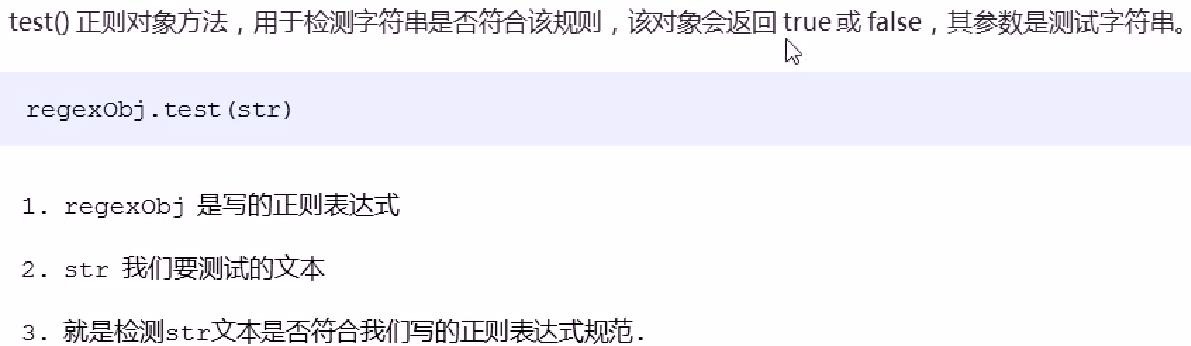 test() 正则对象方法，用于检测字符串是否符合该规则，该对象会返回 true 或 false，其参数是测试字符串。
regexObj.test(str)
1. regexObj 是写的正则表达式
2. str 我们要测试的文本
3. 就是检测str文本是否符合我们写的正则表达式规范.